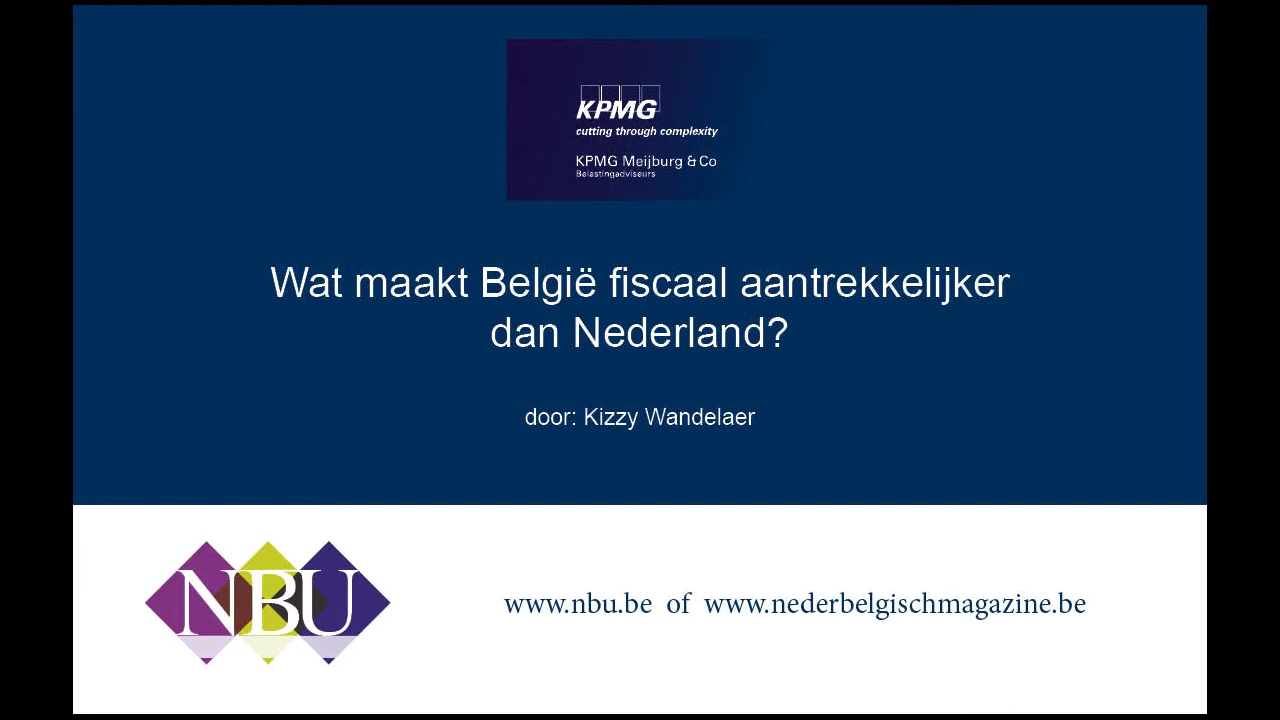 KPMG
cutting through complexity
KPMG Meijburg & Co
Belastingadviseurs
Wat maakt België fiscaal aantrekkelijker
dan Nederland?
door: Kizzy Wandelaer
NBU
www.nbu.be of www.nederbelgischmagazine.be